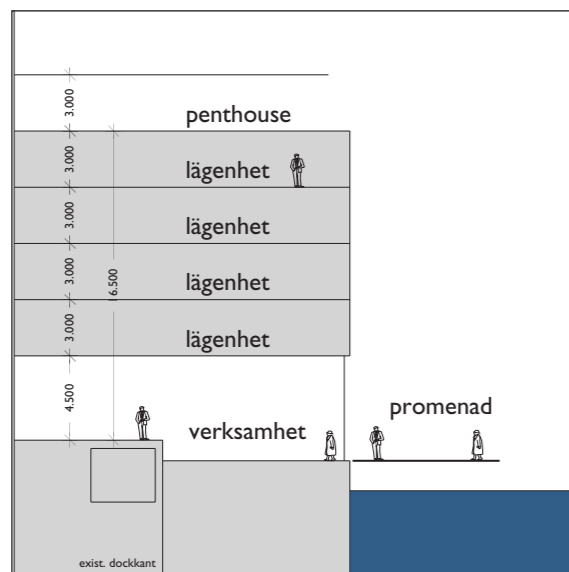 3.000
penthouse
3.000
lägenhet
3.000
lägenhet
3.000
lägenhet
16.500
3.000
lägenhet
4.500
promenad
verksamhet
exist. dockkant